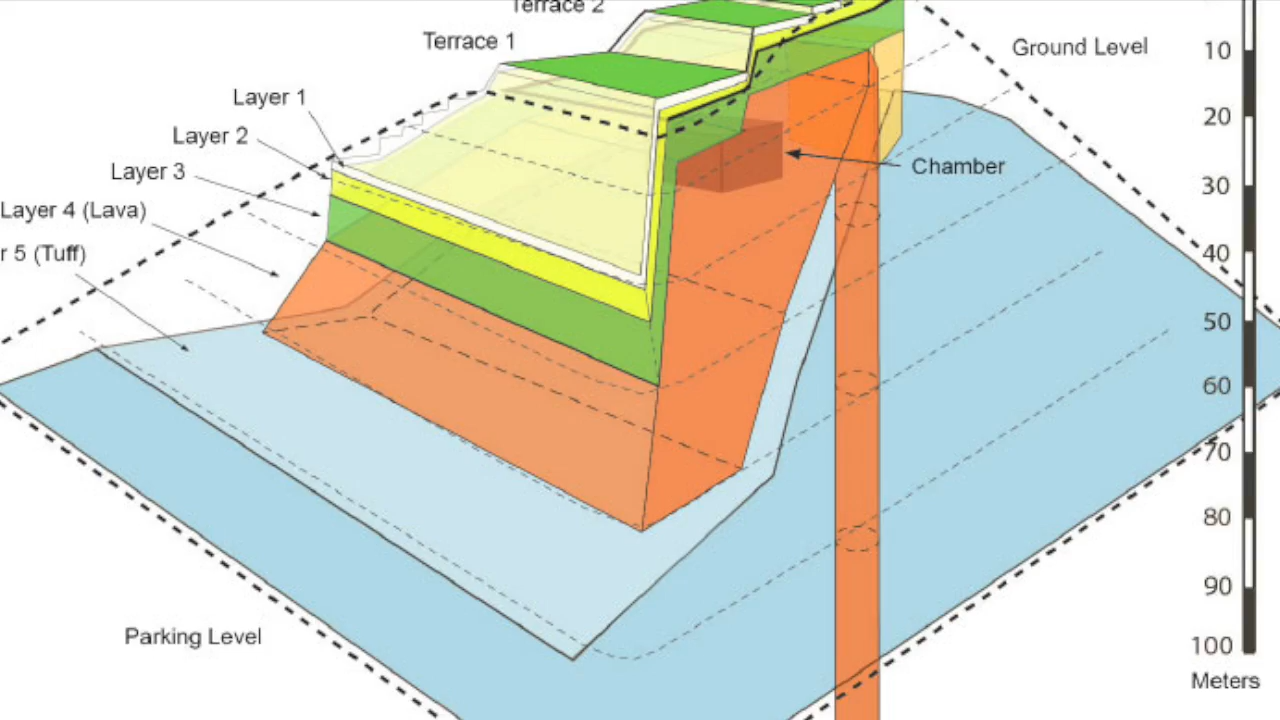 Terrace 2
Terrace 1
Ground Level
Layer 1
Layer 2
Layer 3
Layer 4 (Lava)
r 5 (Tuff)
Chamber
Parking Level
10
20
30
40
50
60
70
80
90
100
Meters